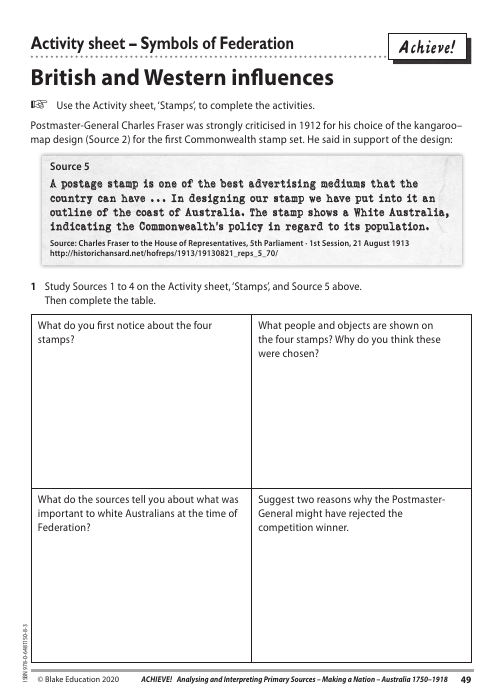 Activity sheet – Symbols of Federation
Achieve!
British and Western influences
Use the Activity sheet, ‘Stamps’, to complete the activities.
Postmaster-General Charles Fraser was strongly criticised in 1912 for his choice of the kangaroo–
map design (Source 2) for the first Commonwealth stamp set. He said in support of the design:
Source 5
A postage stamp is one of the best advertising mediums that the
country can have ... In designing our stamp we have put into it an
outline of the coast of Australia. The stamp shows a White Australia,
indicating the Commonwealth's policy in regard to its population.
Source: Charles Fraser to the House of Representatives, 5th Parliament · 1st Session, 21 August 1913
http://historichansard.net/hofreps/1913/19130821_reps_5_70/
1 Study Sources 1 to 4 on the Activity sheet, ‘Stamps’, and Source 5 above.
Then complete the table.
What do you first notice about the four
stamps?
What people and objects are shown on
the four stamps? Why do you think these
were chosen?
What do the sources tell you about what was
important to white Australians at the time of
Federation?
Suggest two reasons why the Postmaster-
General might have rejected the
competition winner.
© Blake Education 2020
ACHIEVE! Analysing and Interpreting Primary Sources – Making a Nation – Australia 1750–1918
49